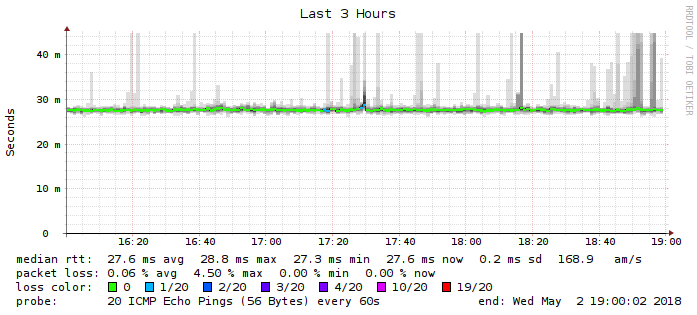 Last 3 Hours
RRDTOOL / TOBI OETIKER
Seconds
40 m
30 m
20 m
10 m
0
16:20 16:40 17:00 17:20 17:40 18:00 18:20 18:40 19:00
median rtt: 27.6 ms avg 28.8 ms max 27.3 ms min 27.6 ms now 0.2 ms sd 168.9 am/s
packet loss: 0.06 % avg 4.50 % max 0.00 % min 0.00 % now
loss color: 0 1/20 2/20 3/20 4/20 10/20 19/20
probe: 20 ICMP Echo Pings (56 Bytes) every 60s end: Wed May 2 19:00:02 2018